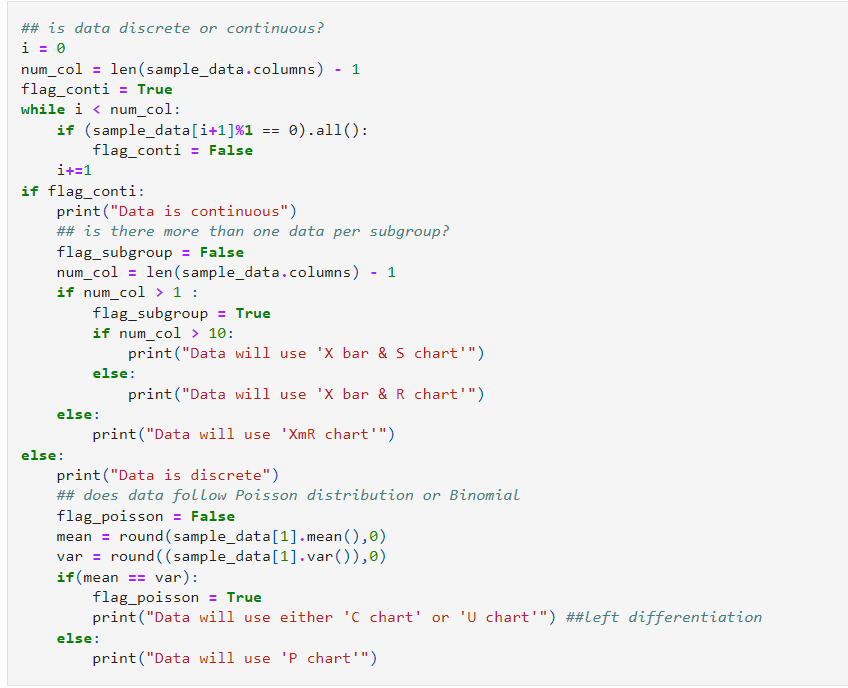 ## is data discrete or continuous?
i = 0
num_col = len(sample_data.columns) - 1
flag_conti = True
while i < num_col:
    if (sample_data[i+1]%1 == 0).all():
        flag_conti = False
    i+=1
if flag_conti:
    print("Data is continuous")
    ## is there more than one data per subgroup?
    flag_subgroup = False
    num_col = len(sample_data.columns) - 1
    if num_col > 1 :
        flag_subgroup = True
        if num_col > 10:
            print("Data will use 'X bar & S chart'")
        else:
            print("Data will use 'X bar & R chart'")
    else:
        print("Data will use 'XmR chart'")
else:
    print("Data is discrete")
    ## does data follow Poisson distribution or Binomial
    flag_poisson = False
    mean = round(sample_data[1].mean(),0)
    var = round((sample_data[1].var()),0)
    if(mean == var):
        flag_poisson = True
        print("Data will use either 'C chart' or 'U chart'") ##left differentiation
    else:
        print("Data will use 'P chart'")